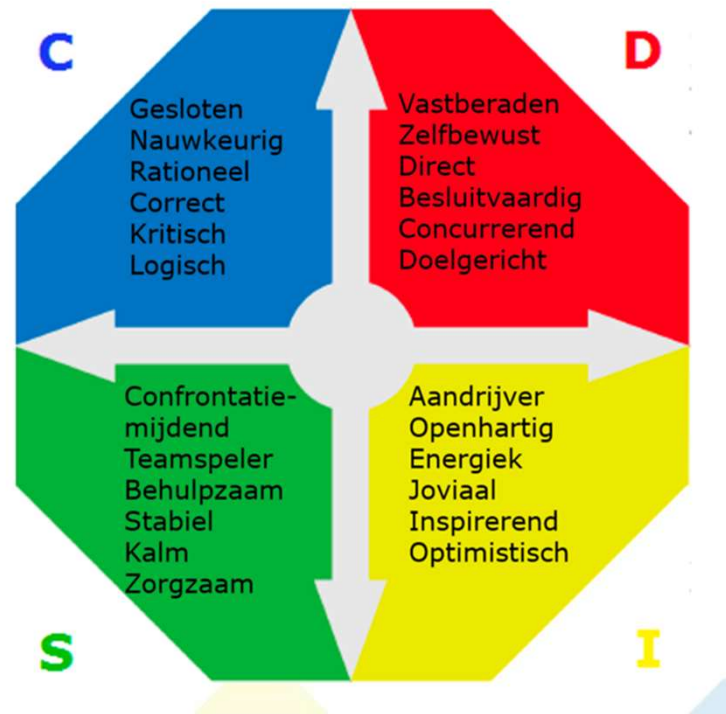 C
D
Gesloten
Nauwkeurig
Rationeel
Correct
Kritisch
Logisch
Vastberaden
Zelfbewust
Direct
Besluitvaardig
Concurrerend
Doelgericht
Confrontatie-
mijdend
Teamspeler
Behulpzaam
Stabiel
Kalm
Zorgzaam
Aandrijver
Openhartig
Energiek
Joviaal
Inspirerend
Optimistisch
S
I